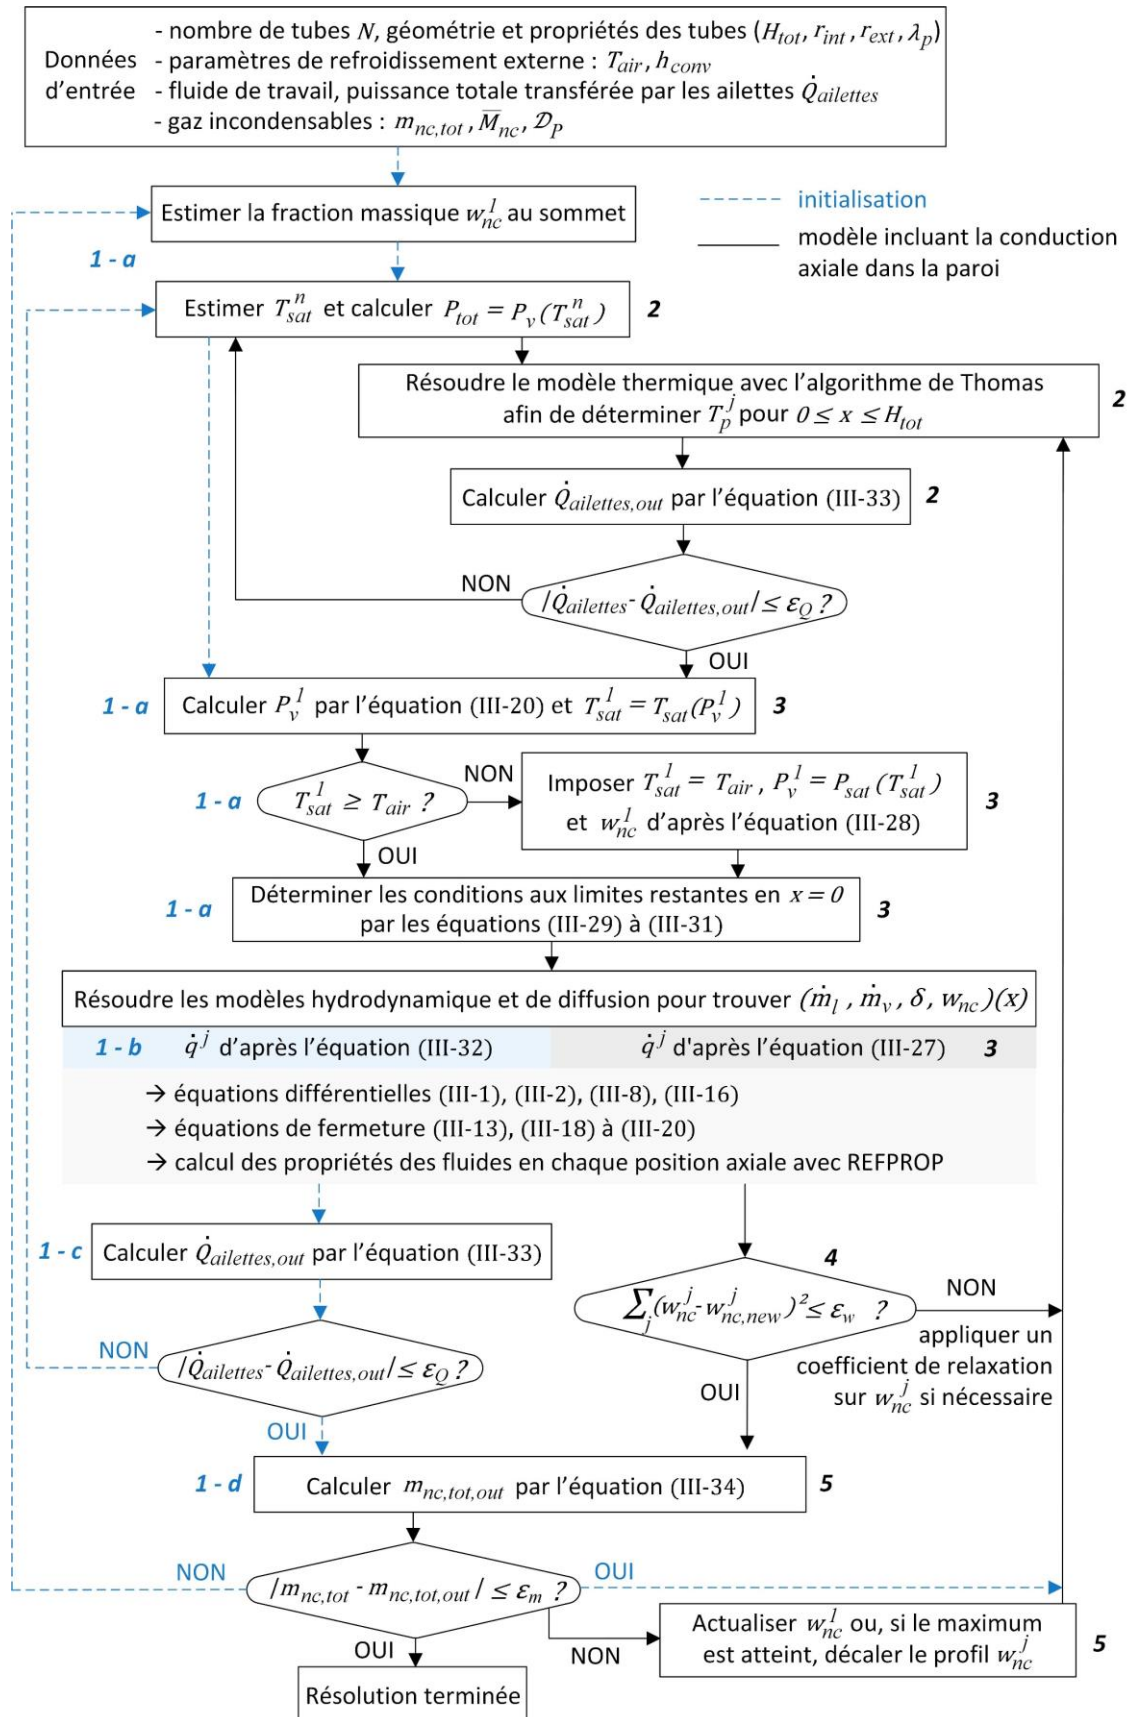 Données
d'entrée
- nombre de tubes N, géométrie et propriétés des tubes (H_tot, r_int, r_ext, λ_p)
- paramètres de refroidissement externe : T_air, h_conv
- fluide de travail, puissance totale transférée par les ailettes Q̇_ailettes
- gaz incondensables : m_nc,tot, M̅_nc, 𝒟_P
Estimer la fraction massique w_nc^1 au sommet
initialisation
modèle incluant la conduction
axiale dans la paroi
1 - a
Estimer T_sat^n et calculer P_tot = P_v(T_sat^n)
2
Résoudre le modèle thermique avec l'algorithme de Thomas
afin de déterminer T_p^j pour 0 ≤ x ≤ H_tot
2
Calculer Q̇_ailettes,out par l'équation (III-33)
2
NON
|Q̇_ailettes - Q̇_ailettes,out| ≤ ε_Q ?
OUI
1 - a
Calculer P_v^1 par l'équation (III-20) et T_sat^1 = T_sat(P_v^1)
3
1 - a
T_sat^1 ≥ T_air ?
NON
Imposer T_sat^1 = T_air, P_v^1 = P_sat(T_sat^1)
et w_nc^1 d'après l'équation (III-28)
3
OUI
1 - a
Déterminer les conditions aux limites restantes en x = 0
par les équations (III-29) à (III-31)
3
Résoudre les modèles hydrodynamique et de diffusion pour trouver (ṁ_l, ṁ_v, δ, w_nc)(x)
1 - b q̇^j d'après l'équation (III-32)
q̇^j d'après l'équation (III-27) 3
→ équations différentielles (III-1), (III-2), (III-8), (III-16)
→ équations de fermeture (III-13), (III-18) à (III-20)
→ calcul des propriétés des fluides en chaque position axiale avec REFPROP
1 - c
Calculer Q̇_ailettes,out par l'équation (III-33)
4
∑_j (w_nc^j - w_nc,new^j)² ≤ ε_w ?
NON
appliquer un
coefficient de relaxation
sur w_nc^j si nécessaire
NON
|Q̇_ailettes - Q̇_ailettes,out| ≤ ε_Q ?
OUI
OUI
1 - d
Calculer m_nc,tot,out par l'équation (III-34)
5
NON
|m_nc,tot - m_nc,tot,out| ≤ ε_m ?
OUI
OUI
NON
Actualiser w_nc^1 ou, si le maximum
est atteint, décaler le profil w_nc^j
5
Résolution terminée